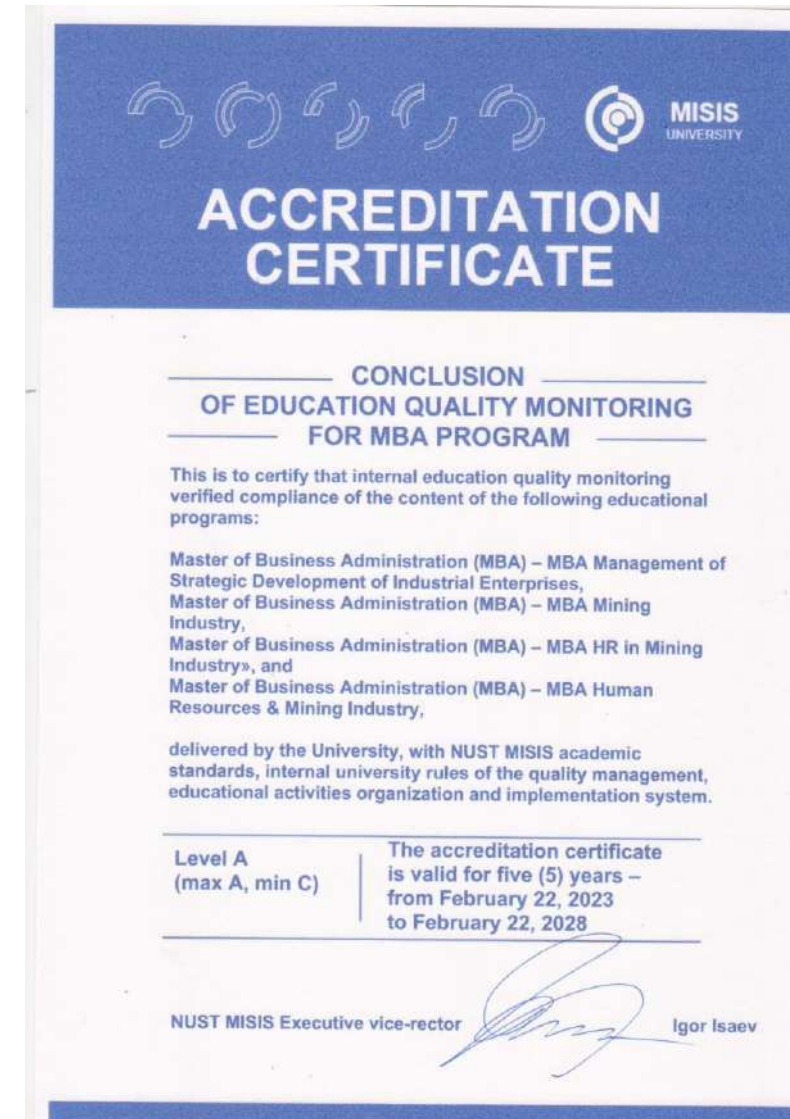 MISIS
UNIVERSITY
ACCREDITATION
CERTIFICATE
CONCLUSION
OF EDUCATION QUALITY MONITORING
FOR MBA PROGRAM
This is to certify that internal education quality monitoring
verified compliance of the content of the following educational
programs:
Master of Business Administration (MBA) – MBA Management of
Strategic Development of Industrial Enterprises,
Master of Business Administration (MBA) – MBA Mining
Industry,
Master of Business Administration (MBA) – MBA HR in Mining
Industry», and
Master of Business Administration (MBA) – MBA Human
Resources & Mining Industry,
delivered by the University, with NUST MISIS academic
standards, internal university rules of the quality management,
educational activities organization and implementation system.
Level A
(max A, min C)
The accreditation certificate
is valid for five (5) years –
from February 22, 2023
to February 22, 2028
NUST MISIS Executive vice-rector
Igor Isaev